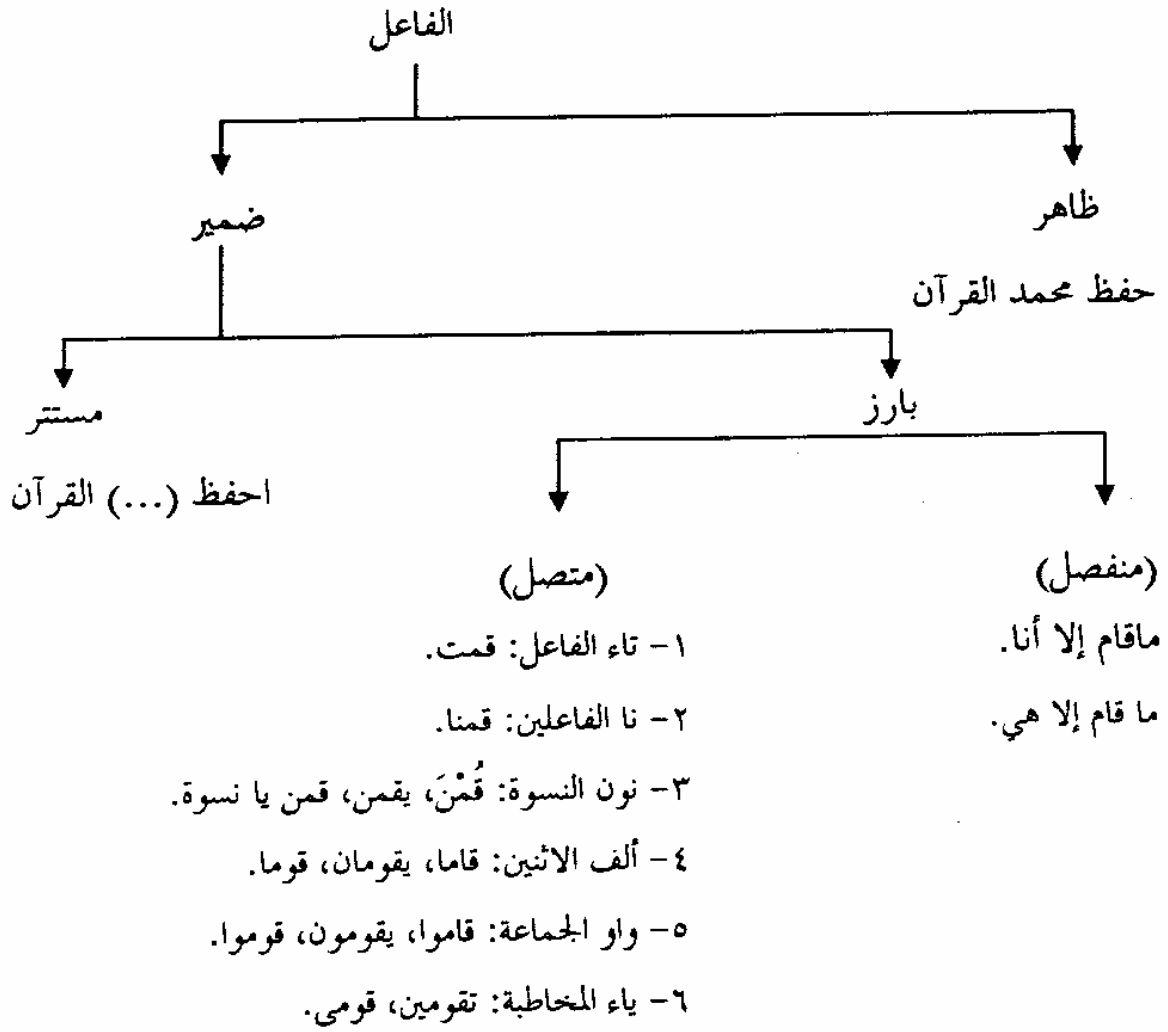 الفاعل
ظاهر
ضمير
حفظ محمد القرآن
بارز
مستتر
احفظ (...) القرآن
(منفصل)
ماقام إلا أنا.
ما قام إلا هي.
(متصل)
١- تاء الفاعل: قمت.
٢- نا الفاعلين: قمنا.
٣- نون النسوة: قُمْنَ، يقمن، قمن يا نسوة.
٤- ألف الاثنين: قاما، يقومان، قوما.
٥- واو الجماعة: قاموا، يقومون، قوموا.
٦- ياء المخاطبة: تقومين، قومي.